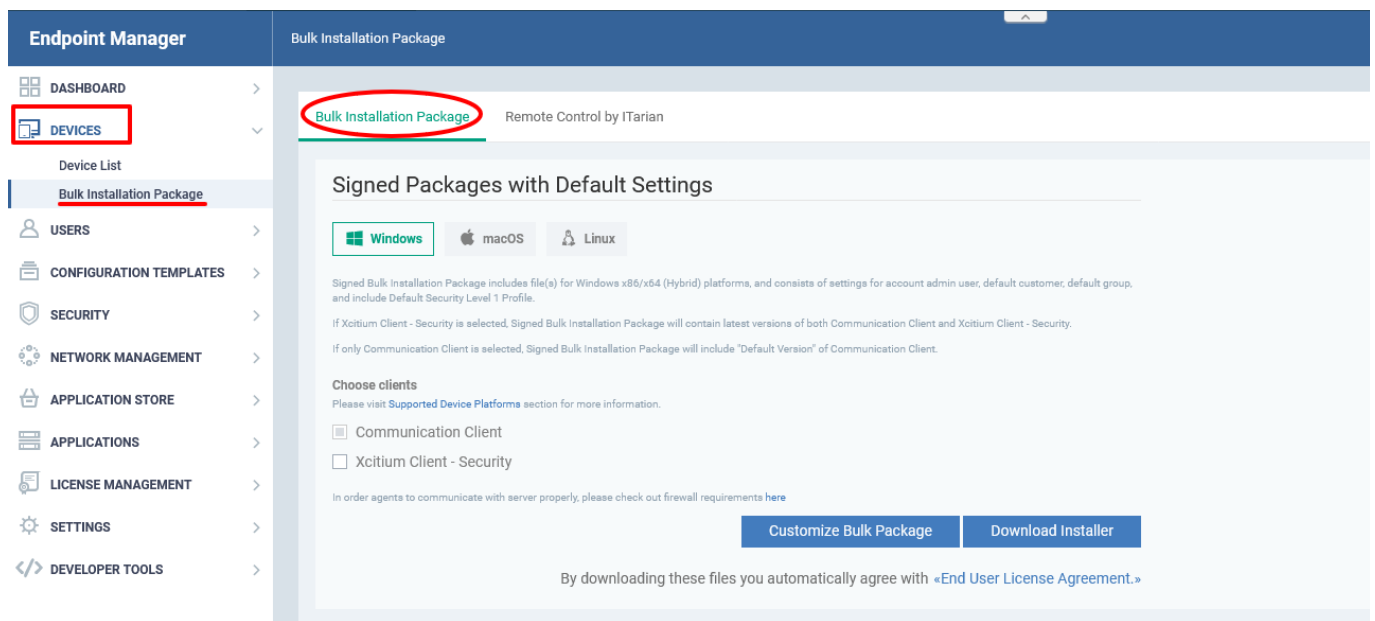 Endpoint Manager
Bulk Installation Package
DASHBOARD
DEVICES
Device List
Bulk Installation Package
USERS
CONFIGURATION TEMPLATES
SECURITY
NETWORK MANAGEMENT
APPLICATION STORE
APPLICATIONS
LICENSE MANAGEMENT
SETTINGS
DEVELOPER TOOLS
Bulk Installation Package
Remote Control by ITarian
Signed Packages with Default Settings
Windows
macOS
Linux
Signed Bulk Installation Package includes file(s) for Windows x86/x64 (Hybrid) platforms, and consists of settings for account admin user, default customer, default group,
and include Default Security Level 1 Profile.
If Xcitium Client - Security is selected, Signed Bulk Installation Package will contain latest versions of both Communication Client and Xcitium Client - Security.
If only Communication Client is selected, Signed Bulk Installation Package will include "Default Version" of Communication Client.
Choose clients
Please visit Supported Device Platforms section for more information.
Communication Client
Xcitium Client - Security
In order agents to communicate with server properly, please check out firewall requirements here
Customize Bulk Package
Download Installer
By downloading these files you automatically agree with «End User License Agreement.»